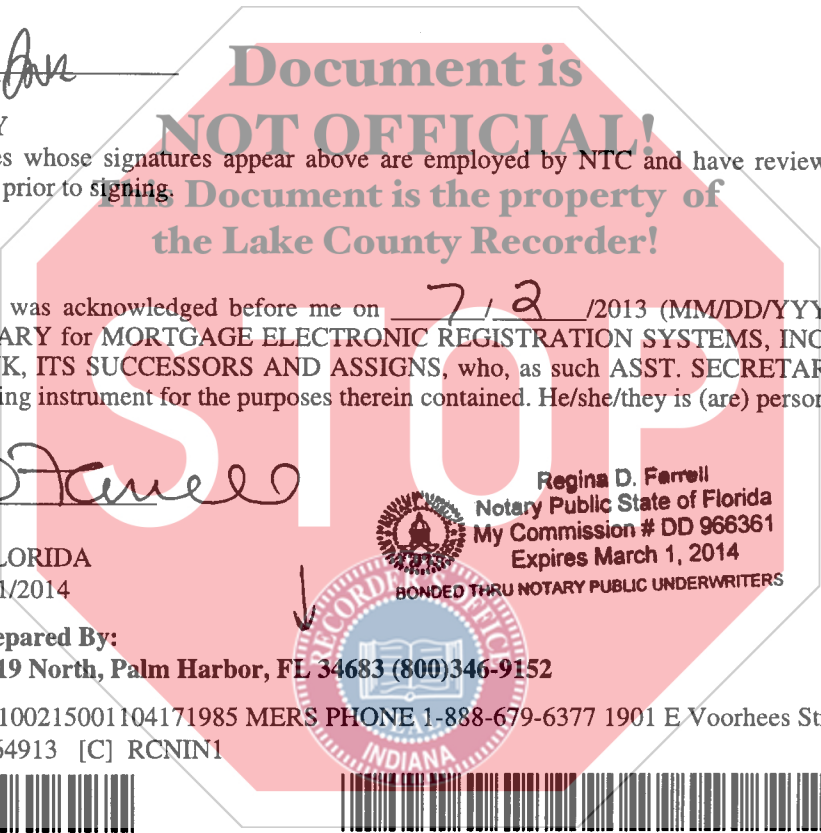 Document is
NOT OFFICIAL!
Y
es whose signatures appear above are employed by NTC and have review
prior to signing.
This Document is the property of
the Lake County Recorder!
STOP
was acknowledged before me on 7/2/2013 (MM/DD/YYY
ARY for MORTGAGE ELECTRONIC REGISTRATION SYSTEMS, INC
K, ITS SUCCESSORS AND ASSIGNS, who, as such ASST. SECRETAR
ing instrument for the purposes therein contained. He/she/they is (are) person
Regina D. Farrell
Notary Public State of Florida
My Commission # DD 966361
Expires March 1, 2014
BONDED THRU NOTARY PUBLIC UNDERWRITERS
LORIDA
1/2014
epared By:
19 North, Palm Harbor, FL 34683 (800)346-9152
RECORDER'S OFFICE
SEAL
INDIANA
100215001104171985 MERS PHONE 1-888-679-6377 1901 E Voorhees St
54913 [C] RCNIN1